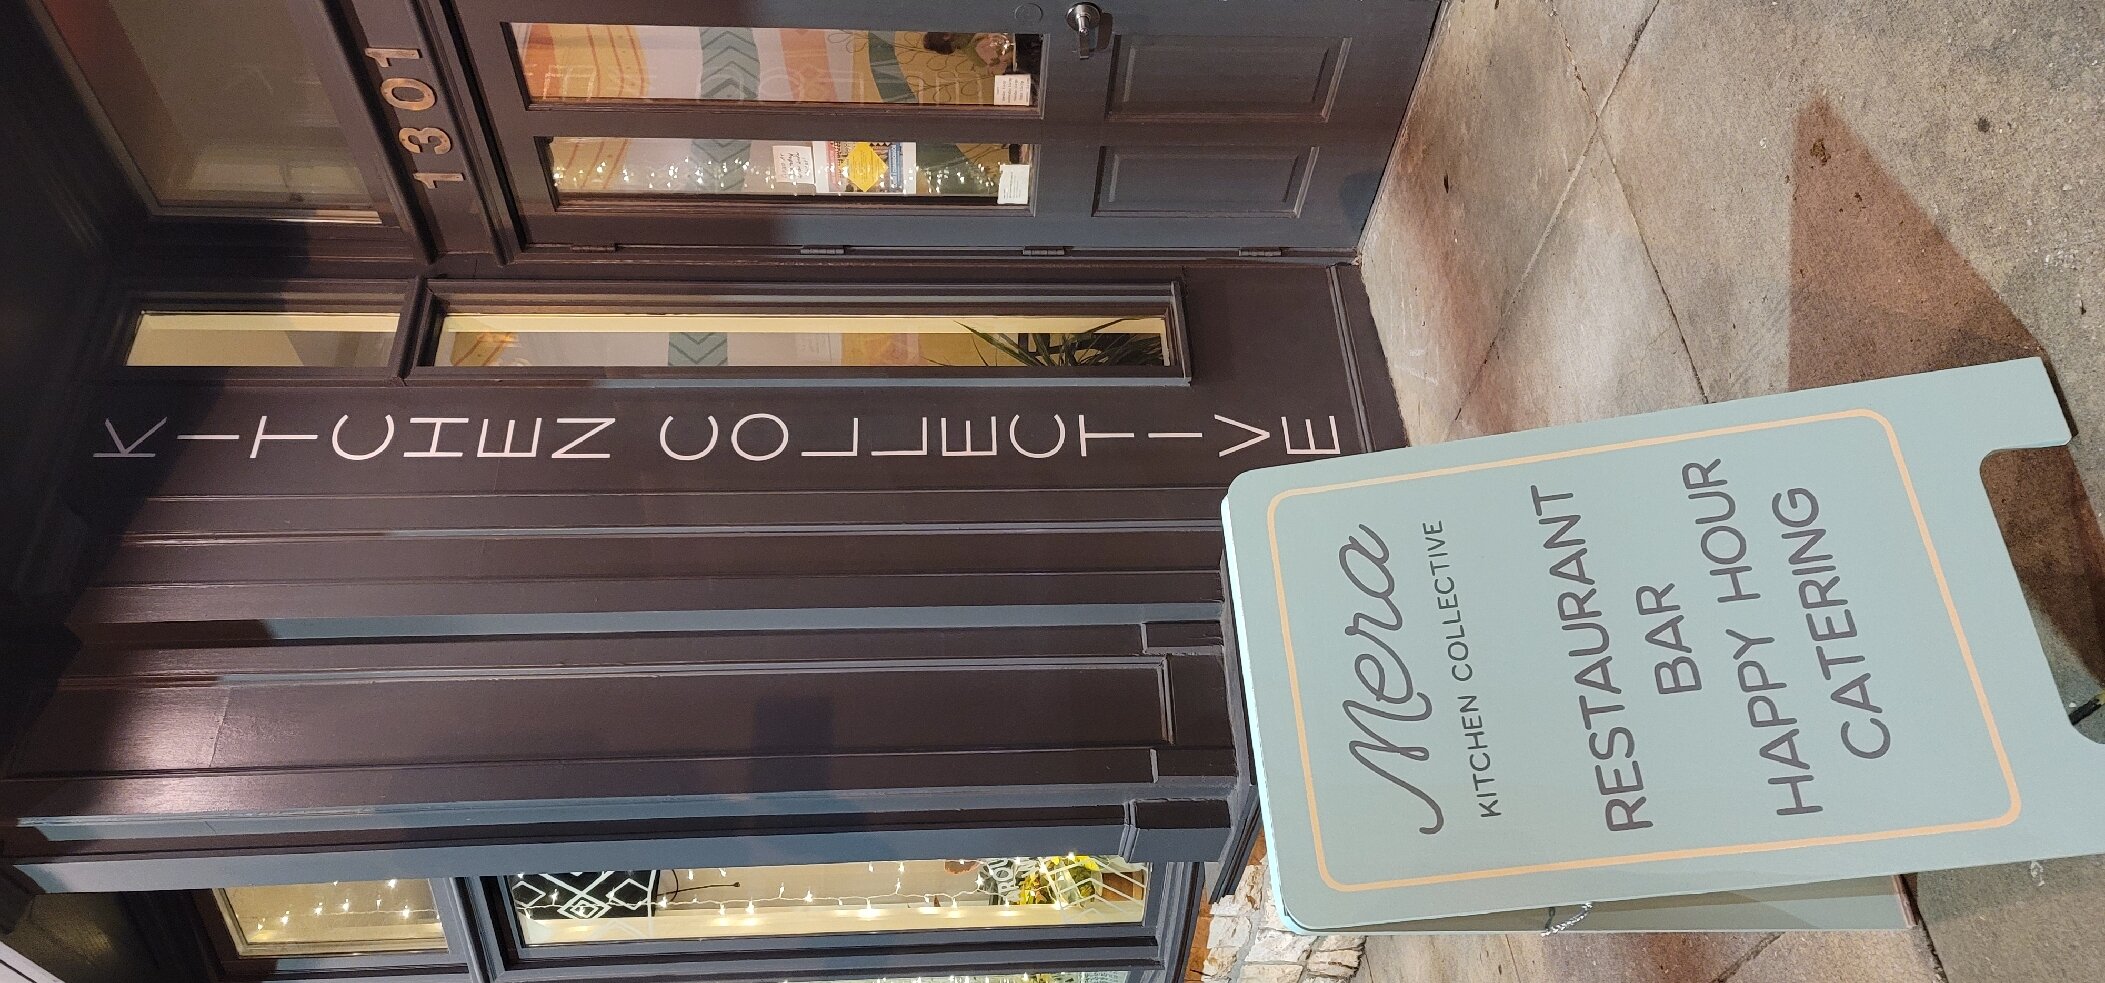 1301
KITCHEN COLLECTIVE
Mera
KITCHEN COLLECTIVE
RESTAURANT
BAR
HAPPY HOUR
CATERING